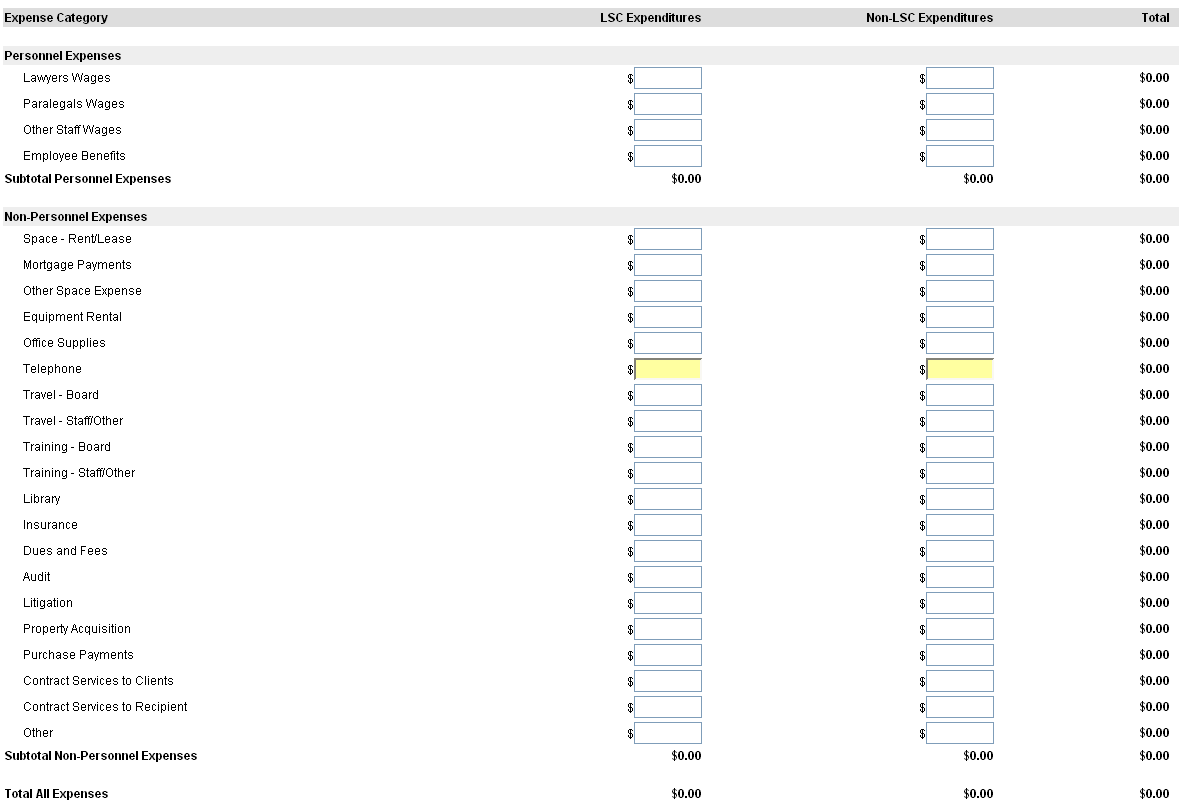 Expense Category LSC Expenditures Non-LSC Expenditures Total
Personnel Expenses
Lawyers Wages $ $ $0.00
Paralegals Wages $ $ $0.00
Other Staff Wages $ $ $0.00
Employee Benefits $ $ $0.00
Subtotal Personnel Expenses $0.00 $0.00 $0.00
Non-Personnel Expenses
Space - Rent/Lease $ $ $0.00
Mortgage Payments $ $ $0.00
Other Space Expense $ $ $0.00
Equipment Rental $ $ $0.00
Office Supplies $ $ $0.00
Telephone $ $ $0.00
Travel - Board $ $ $0.00
Travel - Staff/Other $ $ $0.00
Training - Board $ $ $0.00
Training - Staff/Other $ $ $0.00
Library $ $ $0.00
Insurance $ $ $0.00
Dues and Fees $ $ $0.00
Audit $ $ $0.00
Litigation $ $ $0.00
Property Acquisition $ $ $0.00
Purchase Payments $ $ $0.00
Contract Services to Clients $ $ $0.00
Contract Services to Recipient $ $ $0.00
Other $ $ $0.00
Subtotal Non-Personnel Expenses $0.00 $0.00 $0.00
Total All Expenses $0.00 $0.00 $0.00